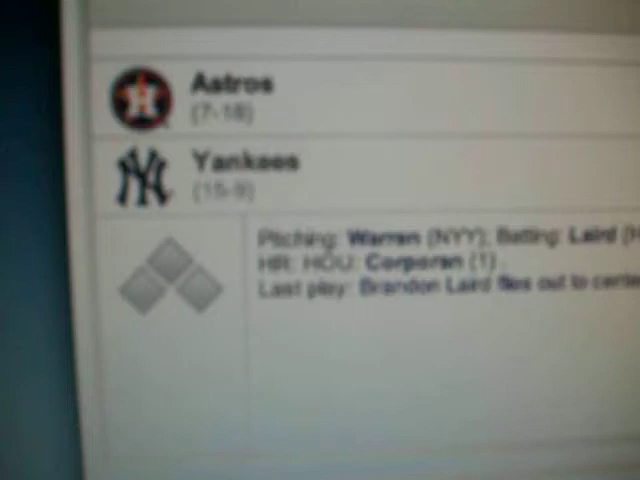 Astros
(7-18)
Yankees
(15-9)
Pitching: Warren (NYY); Batting: Laird (H
HR: HOU: Corporan (1)
Last play: Brandon Laird flies out to cente